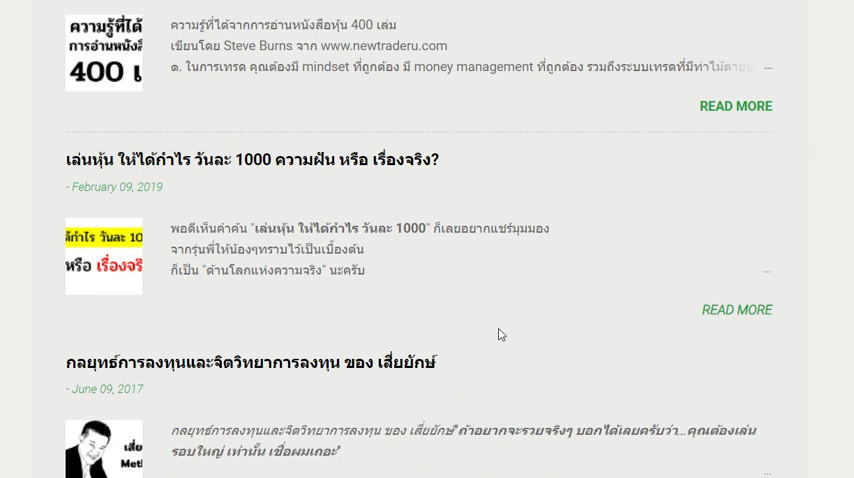 ความรู้ที่ได้
การอ่านหนังสื
400 เ
ความรู้ที่ได้จากการอ่านหนังสือหุ้น 400 เล่ม
เขียนโดย Steve Burns จาก www.newtraderu.com
๑. ในการเทรด คุณต้องมี mindset ที่ถูกต้อง มี money management ที่ถูกต้อง รวมถึงระบบเทรดที่มีท่าไม้ตาย ...
READ MORE
เล่นหุ้น ให้ได้กำไร วันละ 1000 ความฝัน หรือ เรื่องจริง?
- February 09, 2019
ด้กำไร วันละ 10
หรือ เรื่องจริ
พอดีเห็นคำค้น "เล่นหุ้น ให้ได้กำไร วันละ 1000" ก็เลยอยากแชร์มุมมอง
จากรุ่นพี่ให้น้องๆทราบไว้เป็นเบื้องต้น
ก็เป็น "ด้านโลกแห่งความจริง" นะครับ ...
READ MORE
กลยุทธ์การลงทุนและจิตวิทยาการลงทุน ของ เสี่ยยักษ์
- June 09, 2017
เสี่ย
Met
กลยุทธ์การลงทุนและจิตวิทยาการลงทุน ของ เสี่ยยักษ์"ถ้าอยากจะรวยจริงๆ บอกได้เลยครับว่า...คุณต้องเล่น
รอบใหญ่ เท่านั้น เชื่อผมเถอะ"
...